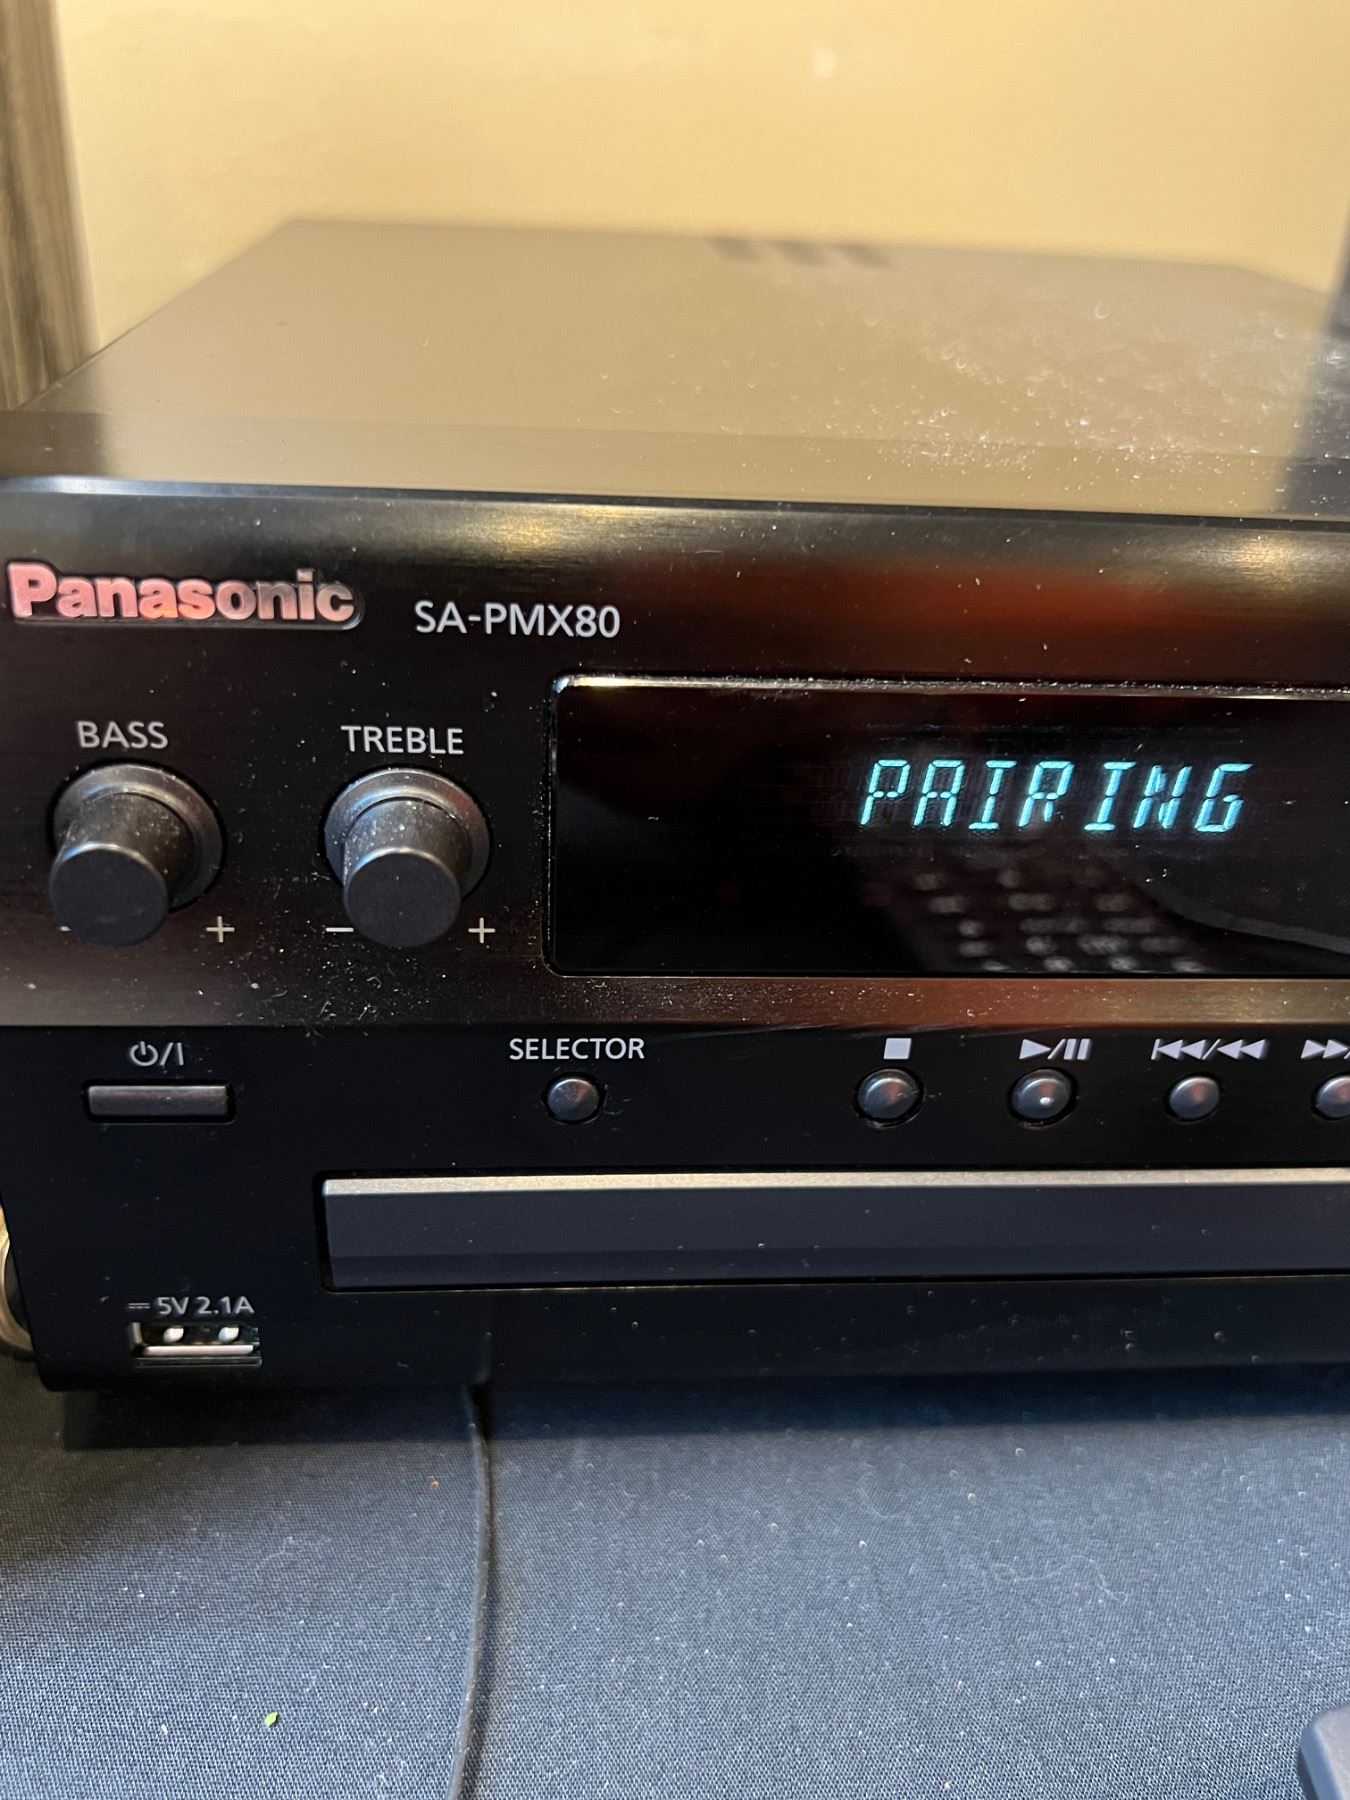 Panasonic SA-PMX80
BASS TREBLE
PAIRING
- + - +
⏻/I SELECTOR ■ ▶/❚❚ |◀◀/◀◀ ▶▶/
⎓ 5V 2.1A